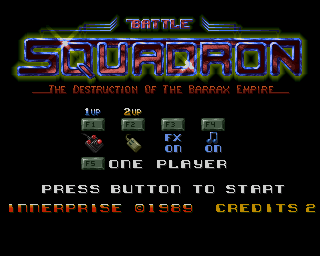 BATTLE
SQUADRON
THE DESTRUCTION OF THE BARRAX EMPIRE
1UP 2UP
F1 F2 F3 F4
FX ON ON
F5 ONE PLAYER
PRESS BUTTON TO START
INNERPRISE ©1989 CREDITS 2